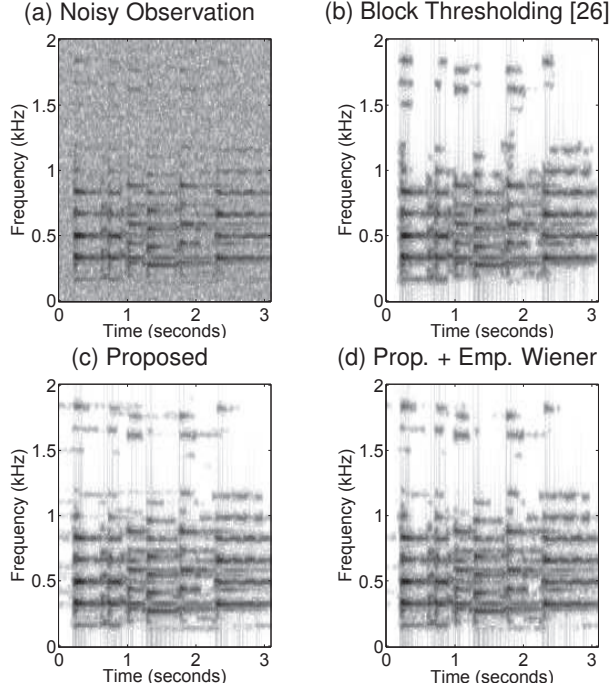 (a) Noisy Observation
(b) Block Thresholding [26]
2
1.5
1
0.5
0
Frequency (kHz)
0 1 2 3
Time (seconds)
2
1.5
1
0.5
0
Frequency (kHz)
0 1 2 3
Time (seconds)
(c) Proposed
(d) Prop. + Emp. Wiener
2
1.5
1
0.5
0
Frequency (kHz)
0 1 2 3
Time (seconds)
2
1.5
1
0.5
0
Frequency (kHz)
0 1 2 3
Time (seconds)